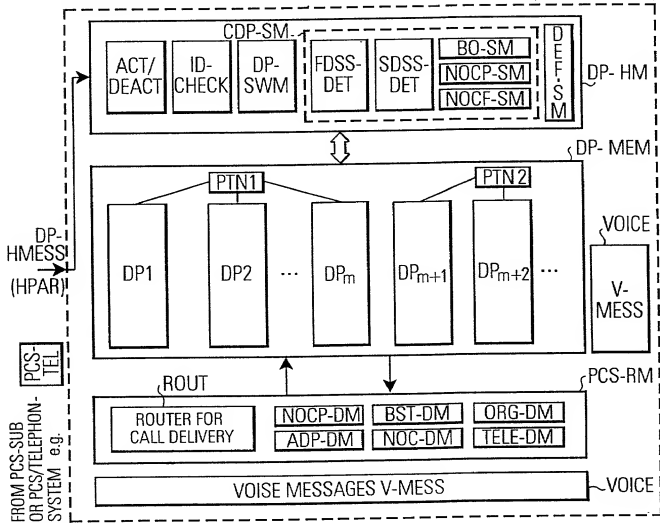 CDP-SM
ACT/
DEACT
ID-
CHECK
DP-
SWM
FDSS-
DET
SDSS-
DET
BO-SM
NOCP-SM
NOCF-SM
DEF-SM
DP-HM
DP-MEM
PTN1
PTN2
DP-
HMESS
(HPAR)
DP1
DP2
...
DPm
DPm+1
DPm+2
...
VOICE
V-
MESS
PCS-
TEL
FROM PCS-SUB
OR PCS/TELEPHON-
SYSTEM e.g.
ROUT
PCS-RM
ROUTER FOR
CALL DELIVERY
NOCP-DM
BST-DM
ORG-DM
ADP-DM
NOC-DM
TELE-DM
VOISE MESSAGES V-MESS
VOICE